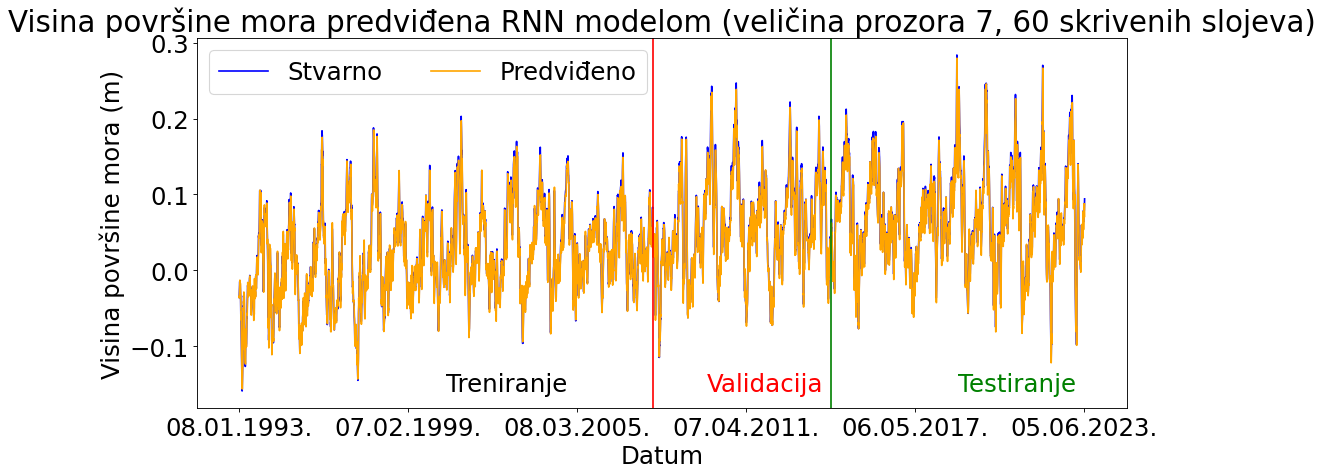 Visina površine mora predviđena RNN modelom (veličina prozora 7, 60 skrivenih slojeva)
Stvarno Predviđeno
Visina površine mora (m)
0.3
0.2
0.1
0.0
−0.1
Treniranje Validacija Testiranje
08.01.1993. 07.02.1999. 08.03.2005. 07.04.2011. 06.05.2017. 05.06.2023.
Datum